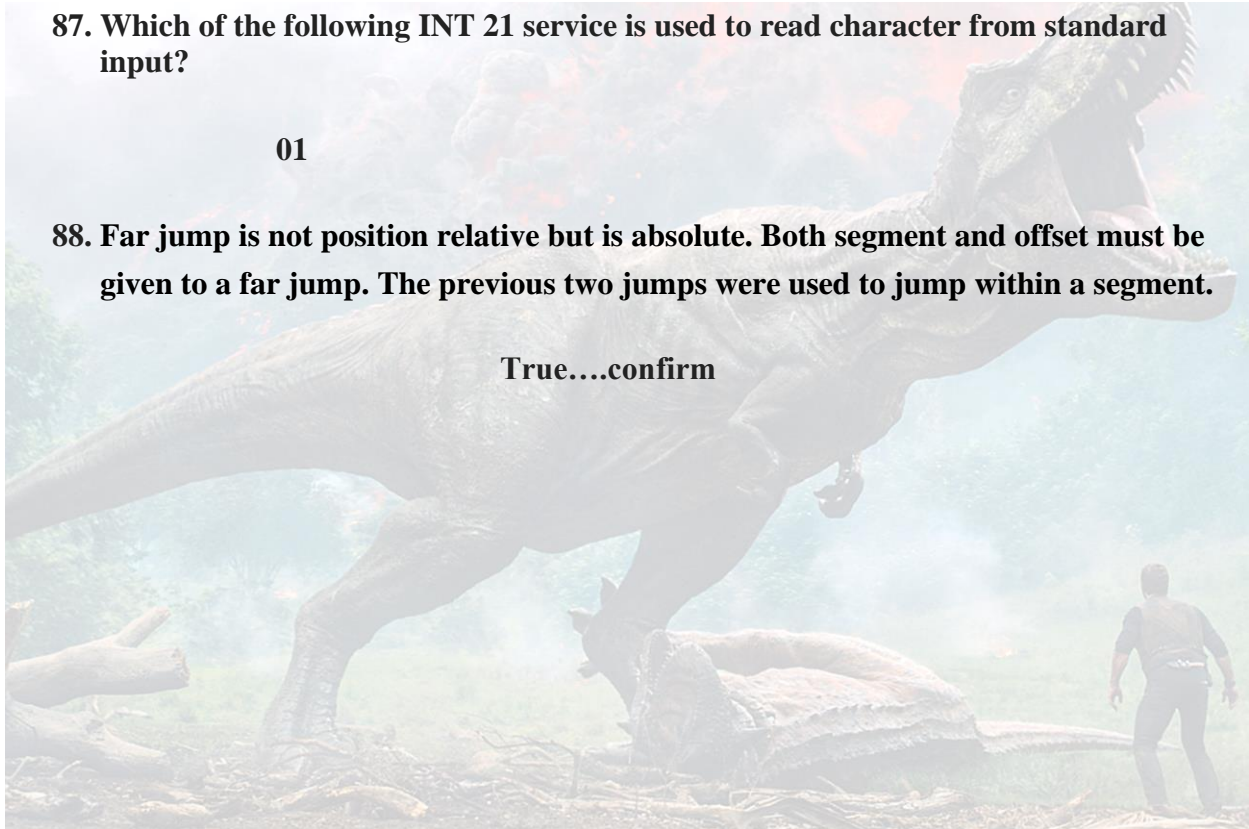 87. Which of the following INT 21 service is used to read character from standard
input?
01
88. Far jump is not position relative but is absolute. Both segment and offset must be
given to a far jump. The previous two jumps were used to jump within a segment.
True….confirm